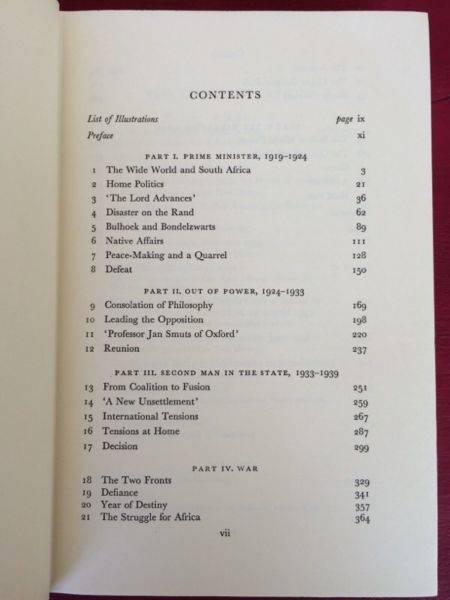 CONTENTS
List of Illustrations page ix
Preface xi
PART I. PRIME MINISTER, 1919–1924
1 The Wide World and South Africa 3
2 Home Politics 21
3 ‘The Lord Advances’ 36
4 Disaster on the Rand 62
5 Bulhoek and Bondelzwarts 89
6 Native Affairs 111
7 Peace-Making and a Quarrel 128
8 Defeat 150
PART II. OUT OF POWER, 1924–1933
9 Consolation of Philosophy 169
10 Leading the Opposition 198
11 ‘Professor Jan Smuts of Oxford’ 220
12 Reunion 237
PART III. SECOND MAN IN THE STATE, 1933–1939
13 From Coalition to Fusion 251
14 ‘A New Unsettlement’ 259
15 International Tensions 267
16 Tensions at Home 287
17 Decision 299
PART IV. WAR
18 The Two Fronts 329
19 Defiance 341
20 Year of Destiny 357
21 The Struggle for Africa 364
vii